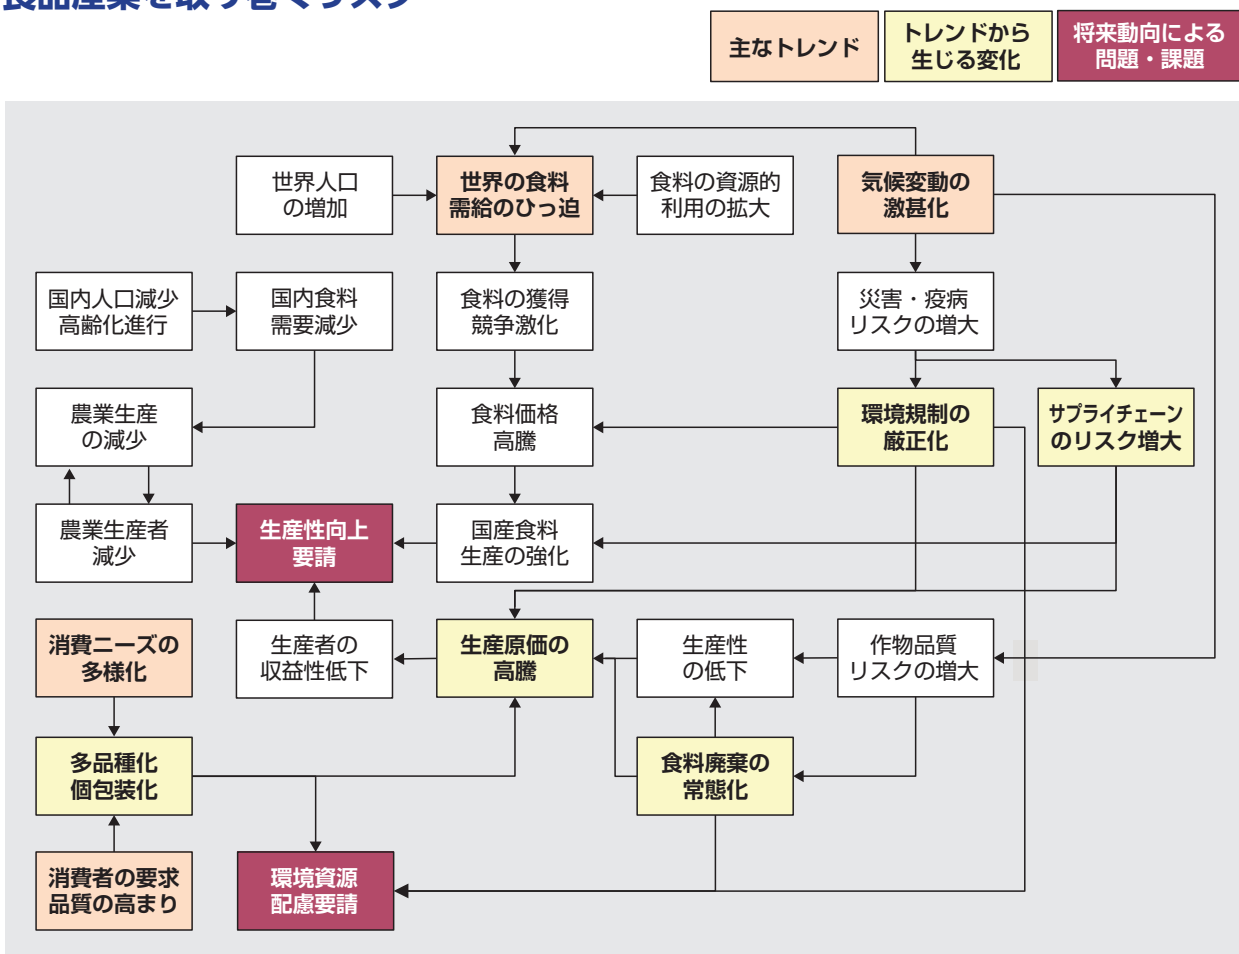 食品産業を取り巻くリスク
主なトレンド
トレンドから
生じる変化
将来動向による
問題・課題
世界人口
の増加
世界の食料
需給のひっ迫
食料の資源的
利用の拡大
気候変動の
激甚化
国内人口減少
高齢化進行
国内食料
需要減少
食料の獲得
競争激化
災害・疫病
リスクの増大
農業生産
の減少
食料価格
高騰
環境規制の
厳正化
サプライチェーン
のリスク増大
農業生産者
減少
生産性向上
要請
国産食料
生産の強化
消費ニーズの
多様化
生産者の
収益性低下
生産原価の
高騰
生産性
の低下
作物品質
リスクの増大
多品種化
個包装化
食料廃棄の
常態化
消費者の要求
品質の高まり
環境資源
配慮要請